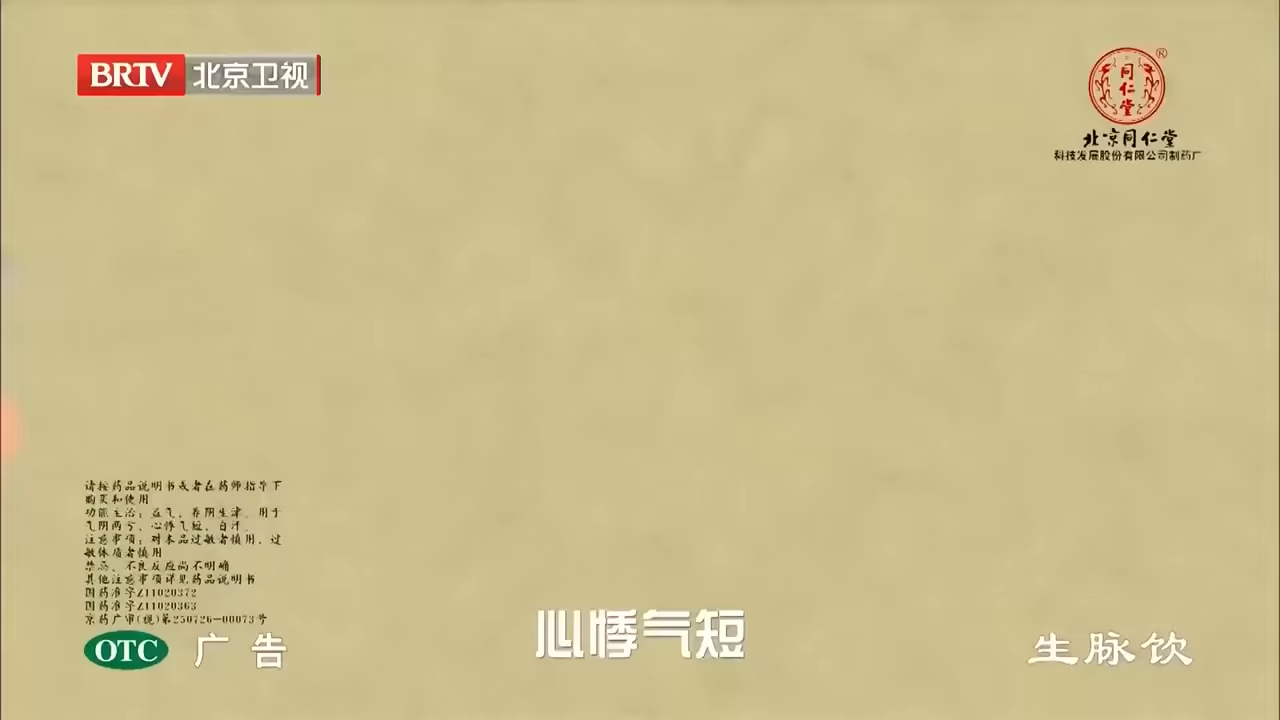 BRTV 北京卫视
同仁堂
®
北京同仁堂
科技发展股份有限公司制药厂
请按药品说明书或者在药师指导下
购买和使用
功能主治：益气，养阴生津。用于
气阴两亏，心悸气短，自汗。
注意事项：对本品过敏者慎用，过
敏体质者慎用
禁忌、不良反应尚不明确
其他注意事项详见药品说明书
国药准字Z11020372
国药准字Z11020363
京药广审(视)第250726-00073号
OTC 广告
心悸气短
生脉饮